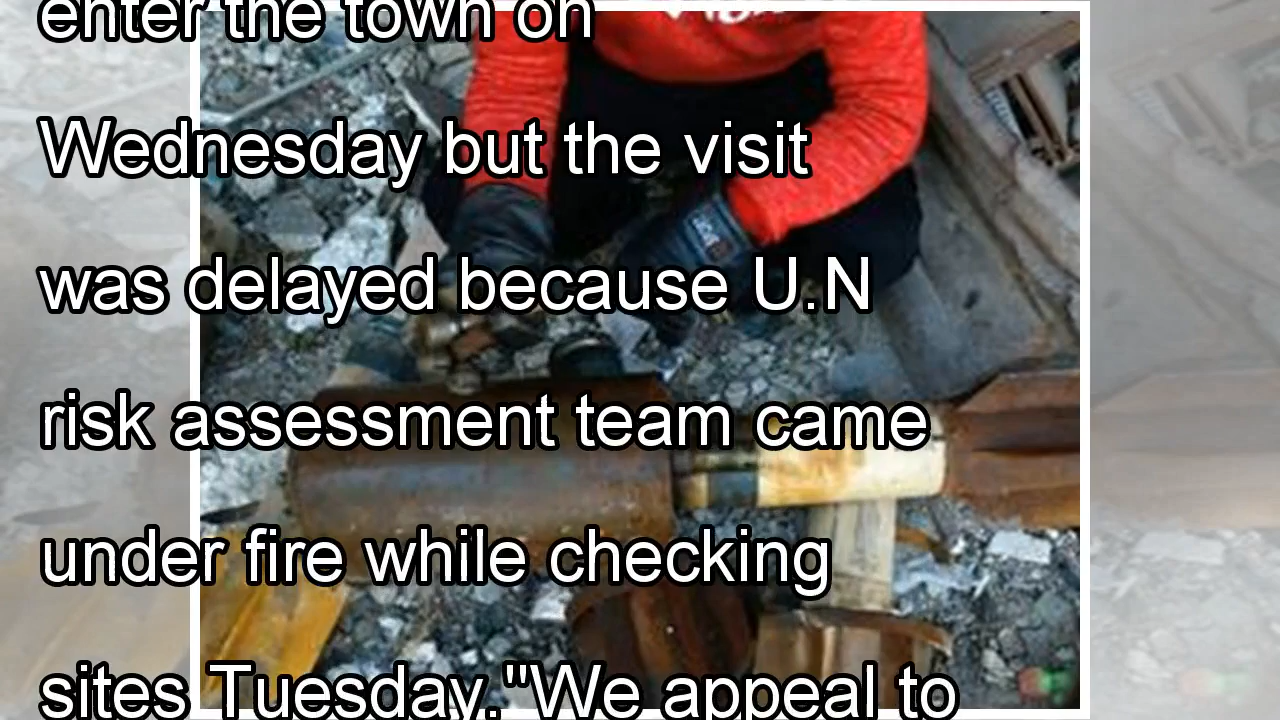 enter the town on
Wednesday but the visit
was delayed because U.N
risk assessment team came
under fire while checking
sites Tuesday."We appeal to